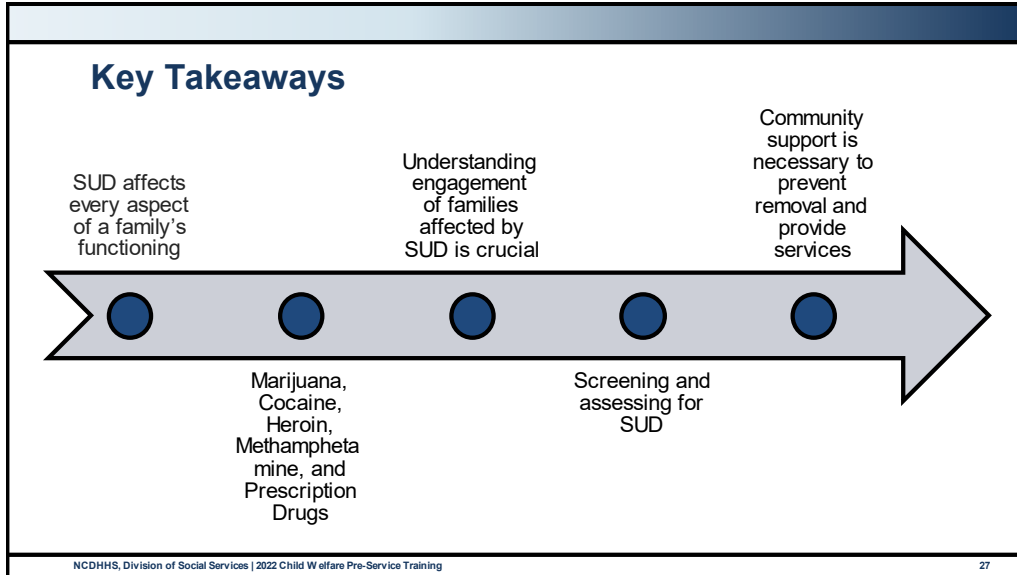 Key Takeaways
SUD affects
every aspect
of a family's
functioning
Marijuana,
Cocaine,
Heroin,
Methampheta
mine, and
Prescription
Drugs
Understanding
engagement
of families
affected by
SUD is crucial
Screening and
assessing for
SUD
Community
support is
necessary to
prevent
removal and
provide
services
NCDHHS, Division of Social Services | 2022 Child Welfare Pre-Service Training
27